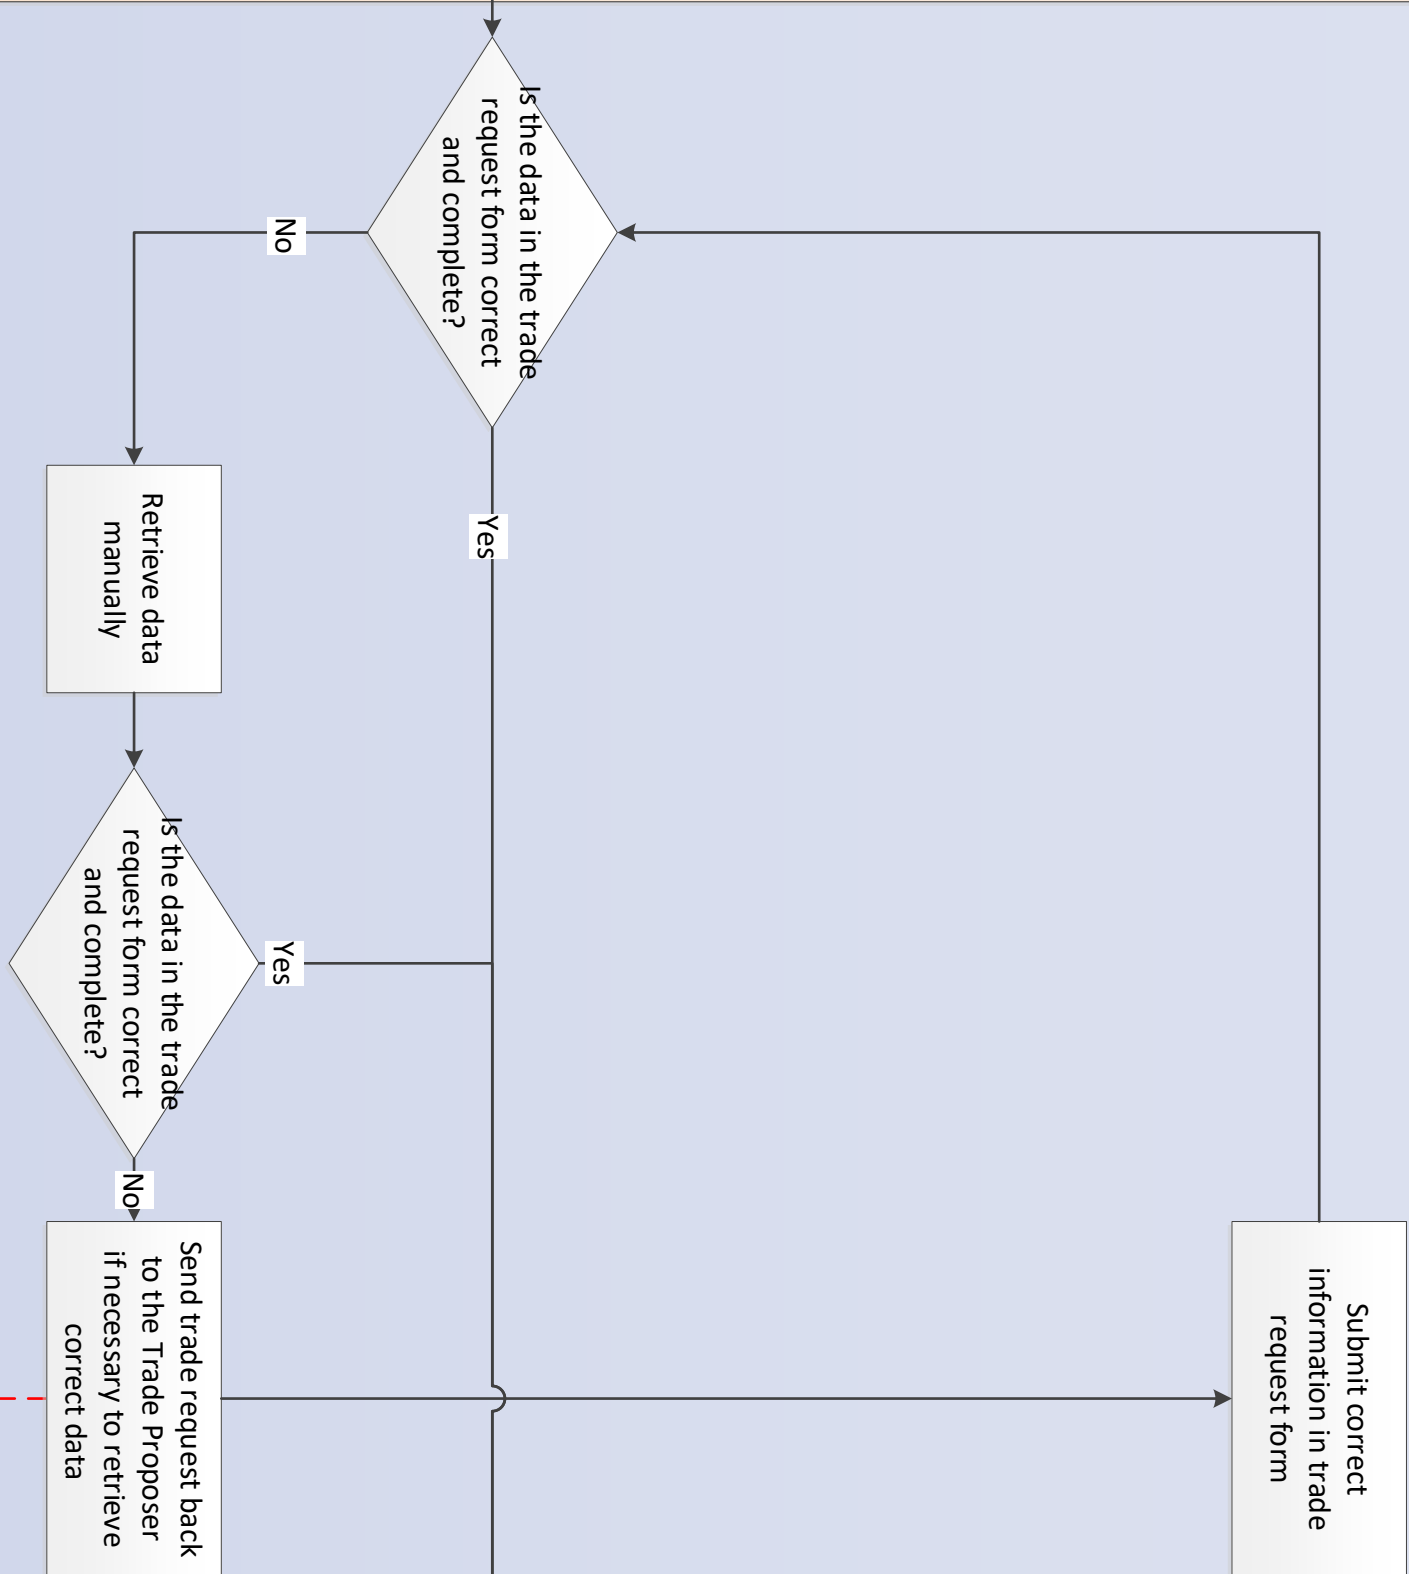 Is the data in the trade
request form correct
and complete?
No
Yes
Retrieve data
manually
Is the data in the trade
request form correct
and complete?
Yes
No
Send trade request back
to the Trade Proposer
if necessary to retrieve
correct data
Submit correct
information in trade
request form